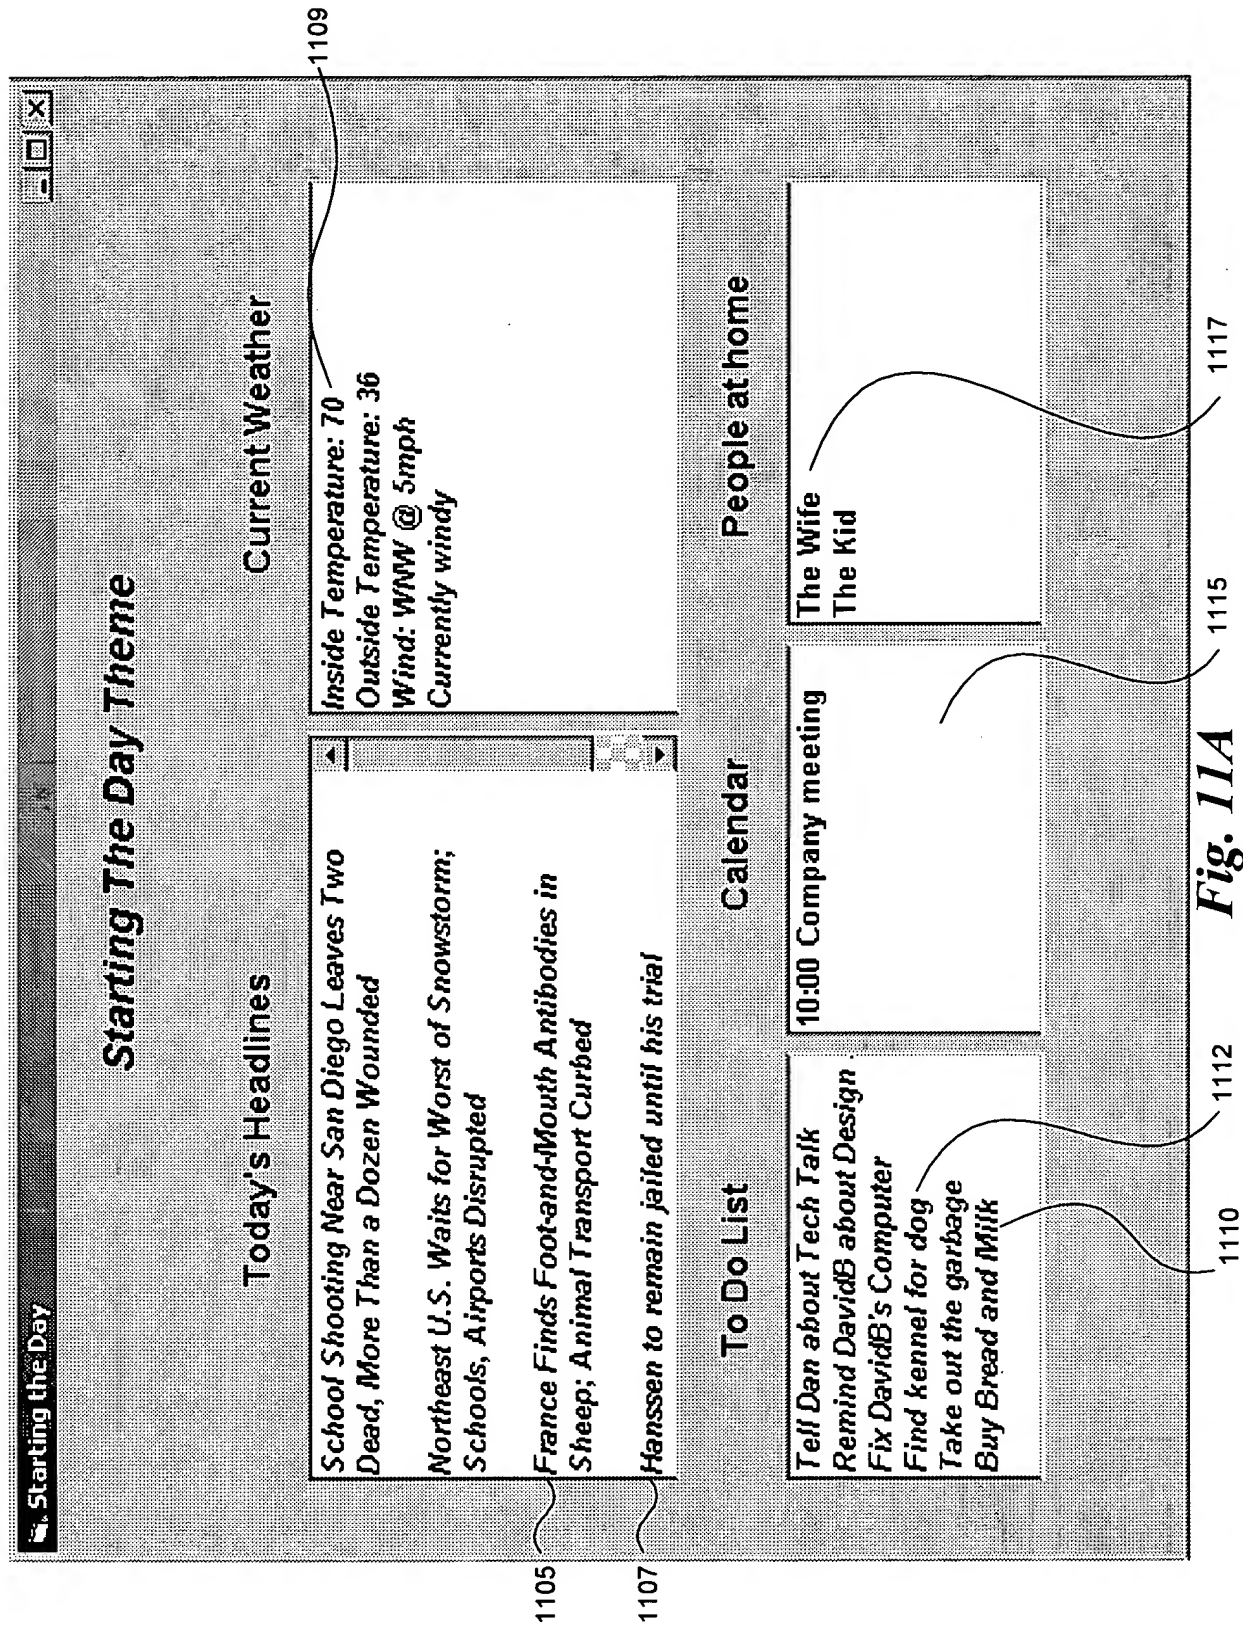 Starting the Day
Starting The Day Theme
Today's Headlines
School Shooting Near San Diego Leaves Two
Dead, More Than a Dozen Wounded
Northeast U.S. Waits for Worst of Snowstorm;
Schools, Airports Disrupted
France Finds Foot-and-Mouth Antibodies in
Sheep; Animal Transport Curbed
Hanssen to remain jailed until his trial
1105
1107
Current Weather
Inside Temperature: 70
Outside Temperature: 36
Wind: WNW @ 5mph
Currently windy
1109
To Do List
Tell Dan about Tech Talk
Remind DavidB about Design
Fix DavidB's Computer
Find kennel for dog
Take out the garbage
Buy Bread and Milk
1110
1112
Calendar
10:00 Company meeting
1115
People at home
The Wife
The Kid
1117
Fig. 11A